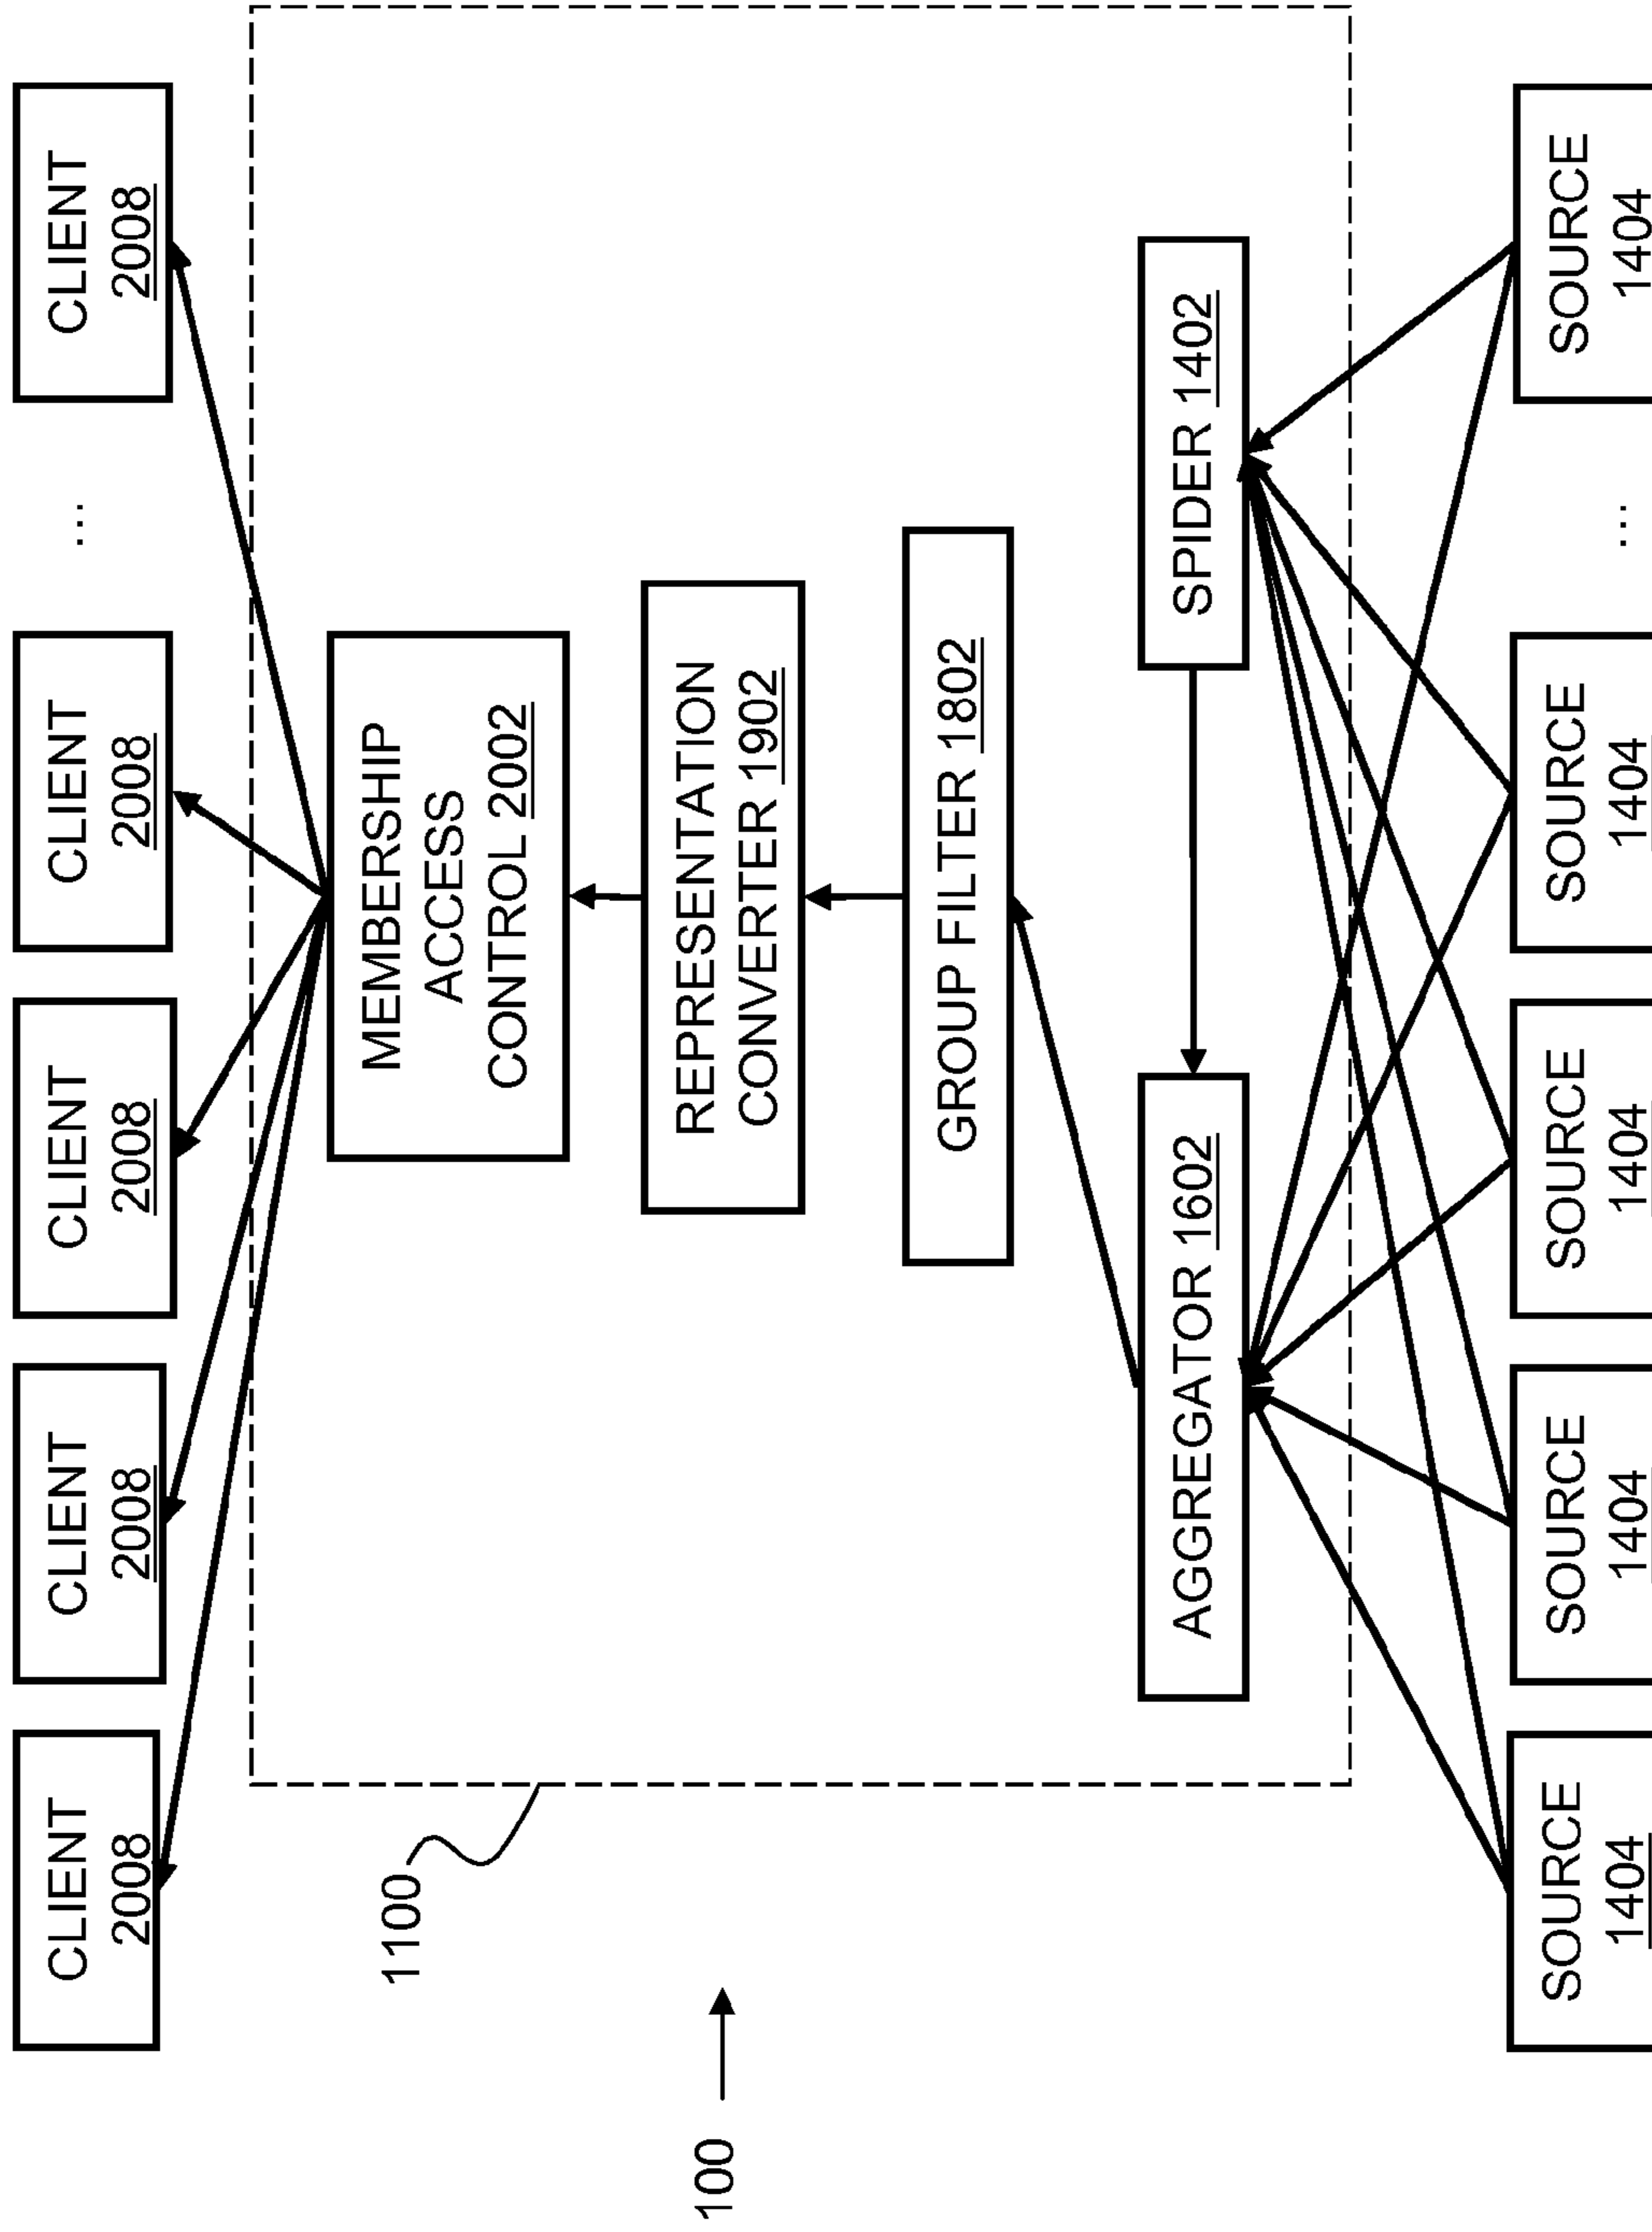 CLIENT
2008
CLIENT
2008
CLIENT
2008
CLIENT
2008
...
CLIENT
2008
1100
MEMBERSHIP
ACCESS
CONTROL 2002
100
REPRESENTATION
CONVERTER 1902
GROUP FILTER 1802
AGGREGATOR 1602
SPIDER 1402
SOURCE
1404
SOURCE
1404
SOURCE
1404
SOURCE
1404
...
SOURCE
1404